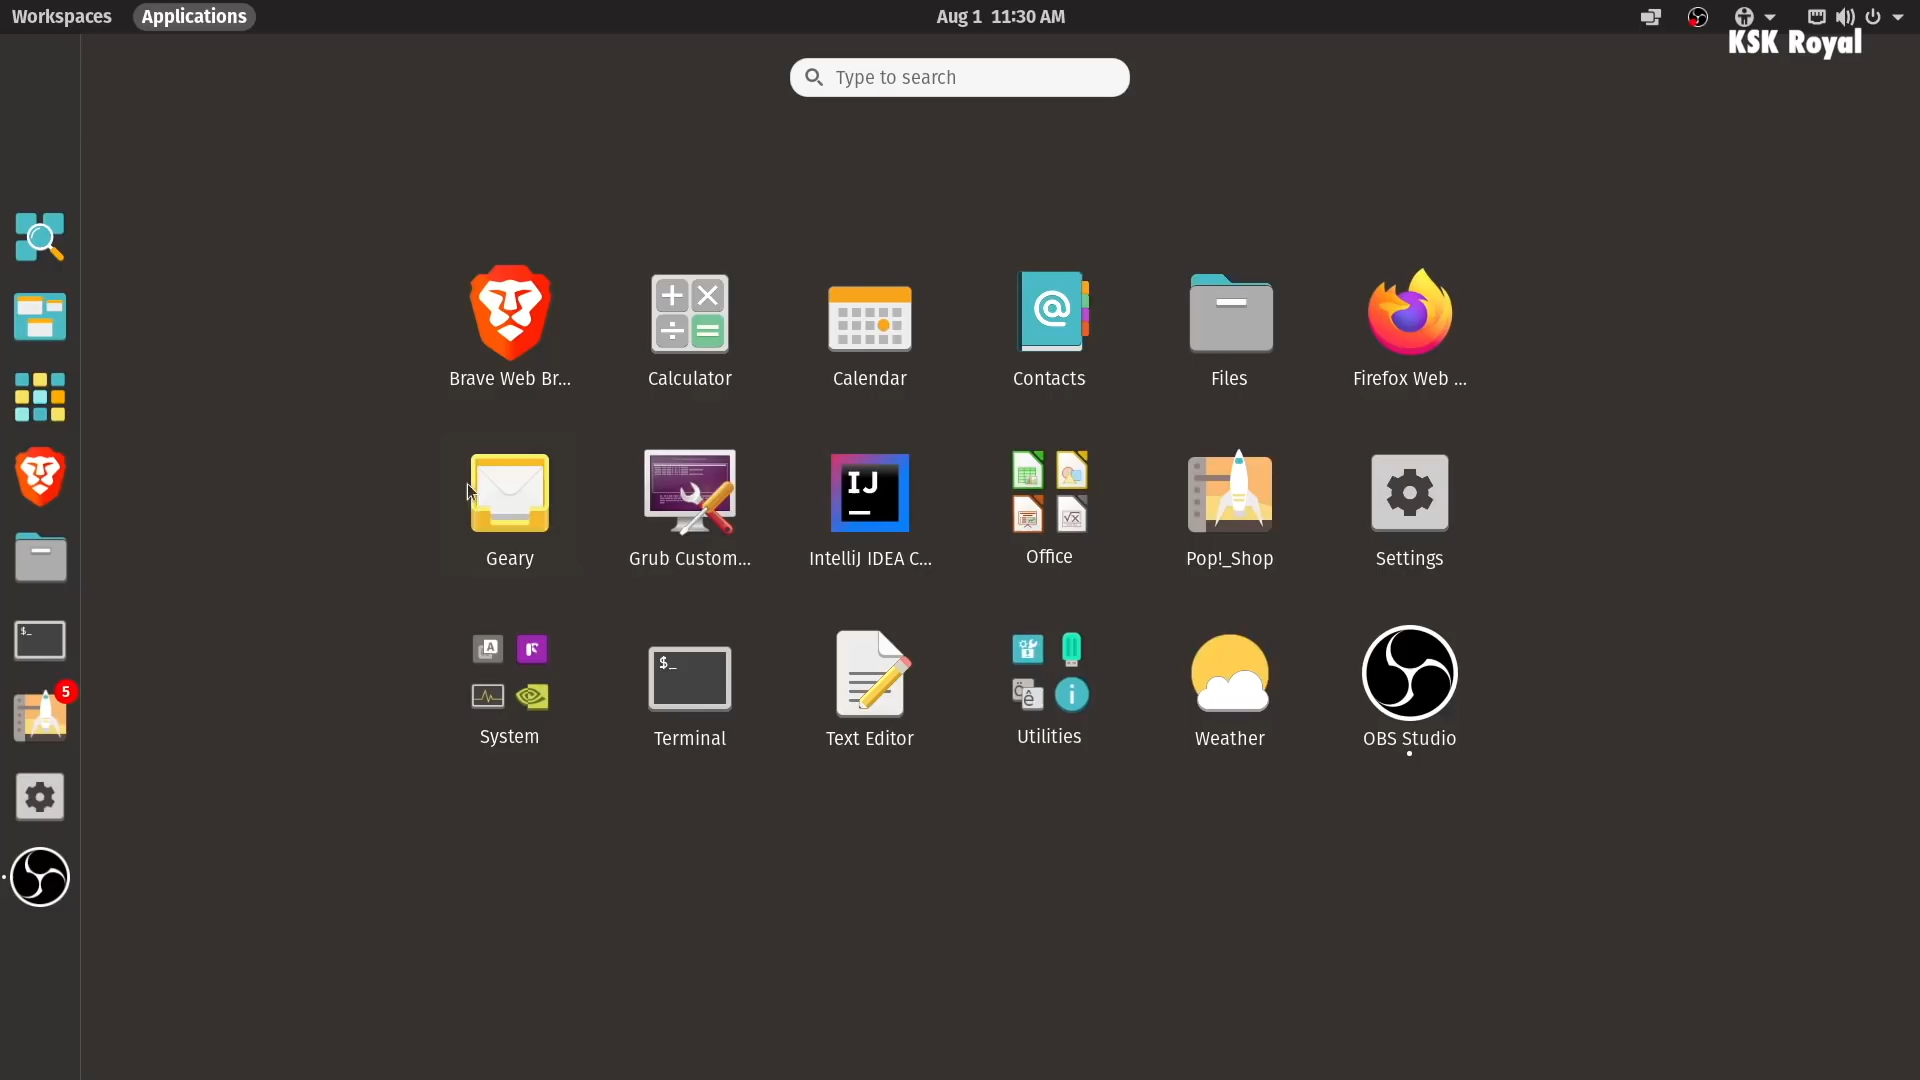 Workspaces
Applications
Aug 1 11:30 AM
KSK Royal
Type to search
Brave Web Br...
Calculator
Calendar
Contacts
Files
Firefox Web ...
IJ
Geary
Grub Custom...
IntelliJ IDEA C...
Office
Pop!_Shop
Settings
$_
5
$_
System
Terminal
Text Editor
Utilities
Weather
OBS Studio